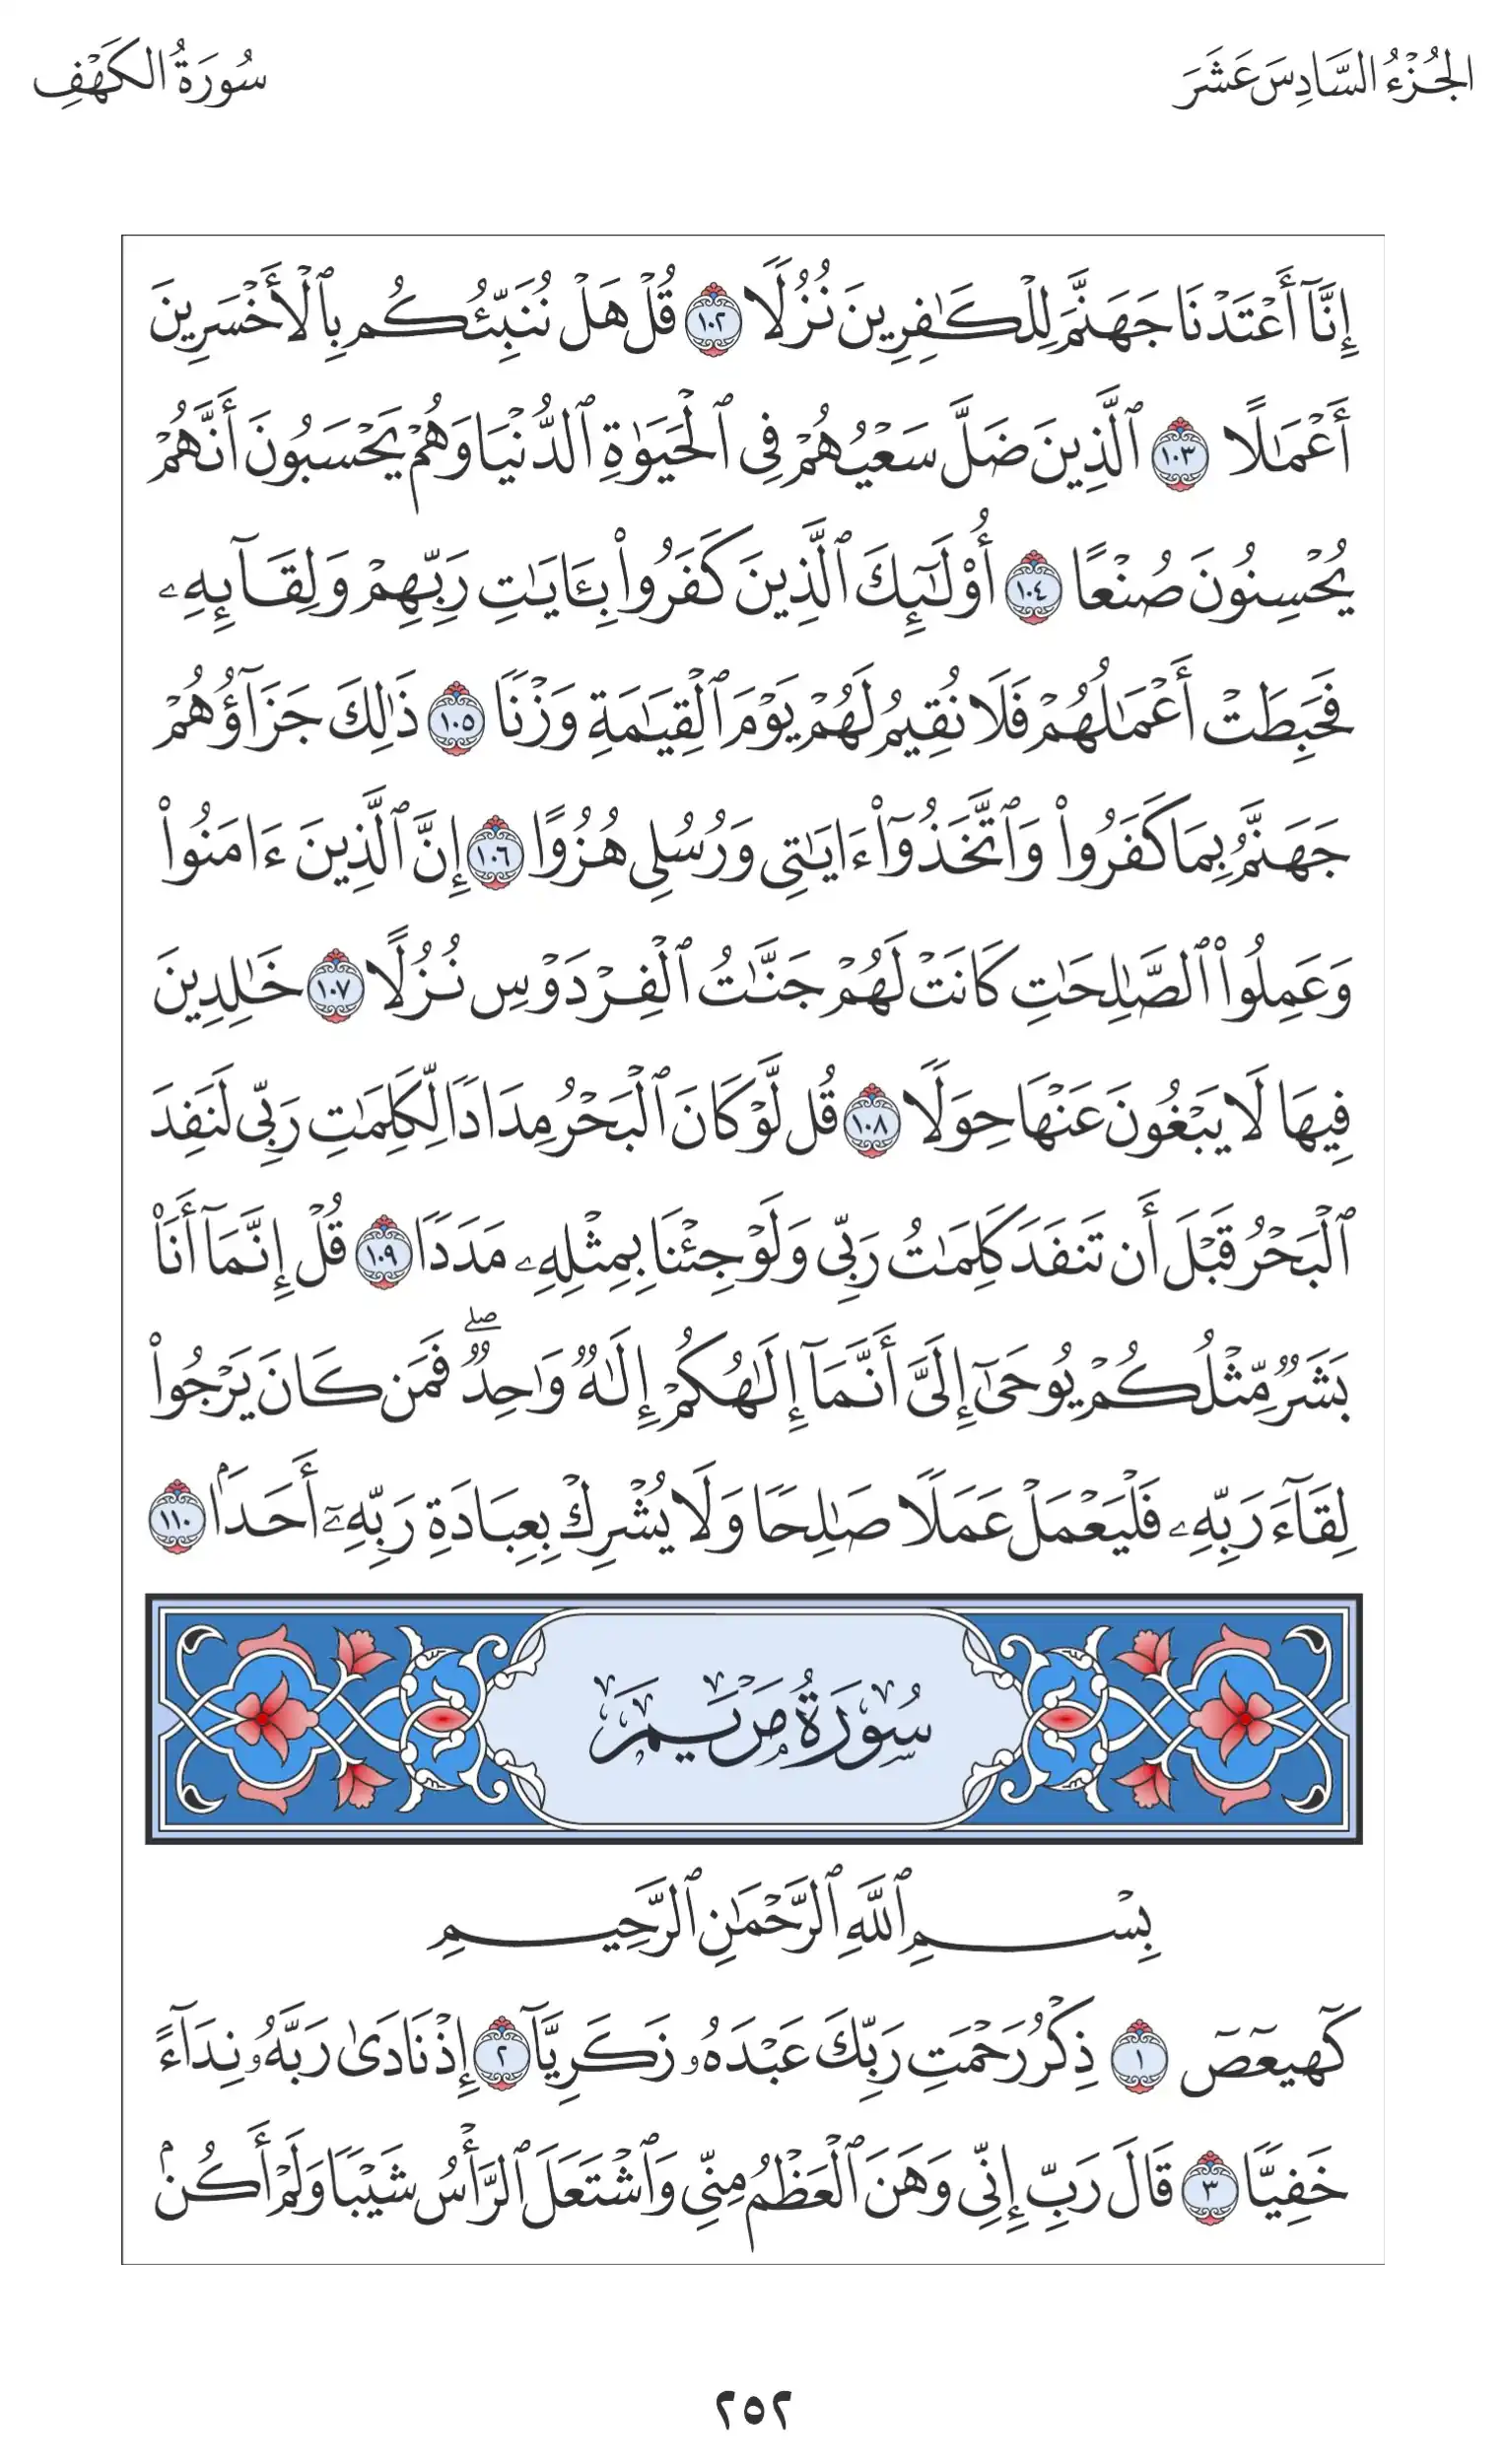 الجُزْءُ السَّادِسَ عَشَرَ
سُورَةُ الكَهْفِ
إِنَّآ أَعْتَدْنَا جَهَنَّمَ لِلْكَٰفِرِينَ نُزُلًا ١٠٢ قُلْ هَلْ نُنَبِّئُكُم بِٱلْأَخْسَرِينَ
أَعْمَٰلًا ١٠٣ ٱلَّذِينَ ضَلَّ سَعْيُهُمْ فِى ٱلْحَيَوٰةِ ٱلدُّنْيَا وَهُمْ يَحْسَبُونَ أَنَّهُمْ
يُحْسِنُونَ صُنْعًا ١٠٤ أُوْلَٰٓئِكَ ٱلَّذِينَ كَفَرُوا۟ بِـَٔايَٰتِ رَبِّهِمْ وَلِقَآئِهِۦ
فَحَبِطَتْ أَعْمَٰلُهُمْ فَلَا نُقِيمُ لَهُمْ يَوْمَ ٱلْقِيَٰمَةِ وَزْنًا ١٠٥ ذَٰلِكَ جَزَآؤُهُمْ
جَهَنَّمُ بِمَا كَفَرُوا۟ وَٱتَّخَذُوٓا۟ ءَايَٰتِى وَرُسُلِى هُزُوًا ١٠٦ إِنَّ ٱلَّذِينَ ءَامَنُوا۟
وَعَمِلُوا۟ ٱلصَّٰلِحَٰتِ كَانَتْ لَهُمْ جَنَّٰتُ ٱلْفِرْدَوْسِ نُزُلًا ١٠٧ خَٰلِدِينَ
فِيهَا لَا يَبْغُونَ عَنْهَا حِوَلًا ١٠٨ قُل لَّوْ كَانَ ٱلْبَحْرُ مِدَادًا لِّكَلِمَٰتِ رَبِّى لَنَفِدَ
ٱلْبَحْرُ قَبْلَ أَن تَنفَدَ كَلِمَٰتُ رَبِّى وَلَوْ جِئْنَا بِمِثْلِهِۦ مَدَدًا ١٠٩ قُلْ إِنَّمَآ أَنَا۠
بَشَرٌ مِّثْلُكُمْ يُوحَىٰٓ إِلَىَّ أَنَّمَآ إِلَٰهُكُمْ إِلَٰهٌ وَٰحِدٌ ۖ فَمَن كَانَ يَرْجُوا۟
لِقَآءَ رَبِّهِۦ فَلْيَعْمَلْ عَمَلًا صَٰلِحًا وَلَا يُشْرِكْ بِعِبَادَةِ رَبِّهِۦٓ أَحَدًۢا ١١٠
سُورَةُ مَرْيَمَ
بِسْمِ ٱللَّهِ ٱلرَّحْمَٰنِ ٱلرَّحِيمِ
كٓهيعٓصٓ ١ ذِكْرُ رَحْمَتِ رَبِّكَ عَبْدَهُۥ زَكَرِيَّآ ٢ إِذْ نَادَىٰ رَبَّهُۥ نِدَآءً
خَفِيًّا ٣ قَالَ رَبِّ إِنِّى وَهَنَ ٱلْعَظْمُ مِنِّى وَٱشْتَعَلَ ٱلرَّأْسُ شَيْبًا وَلَمْ أَكُنۢ
٢٥٢